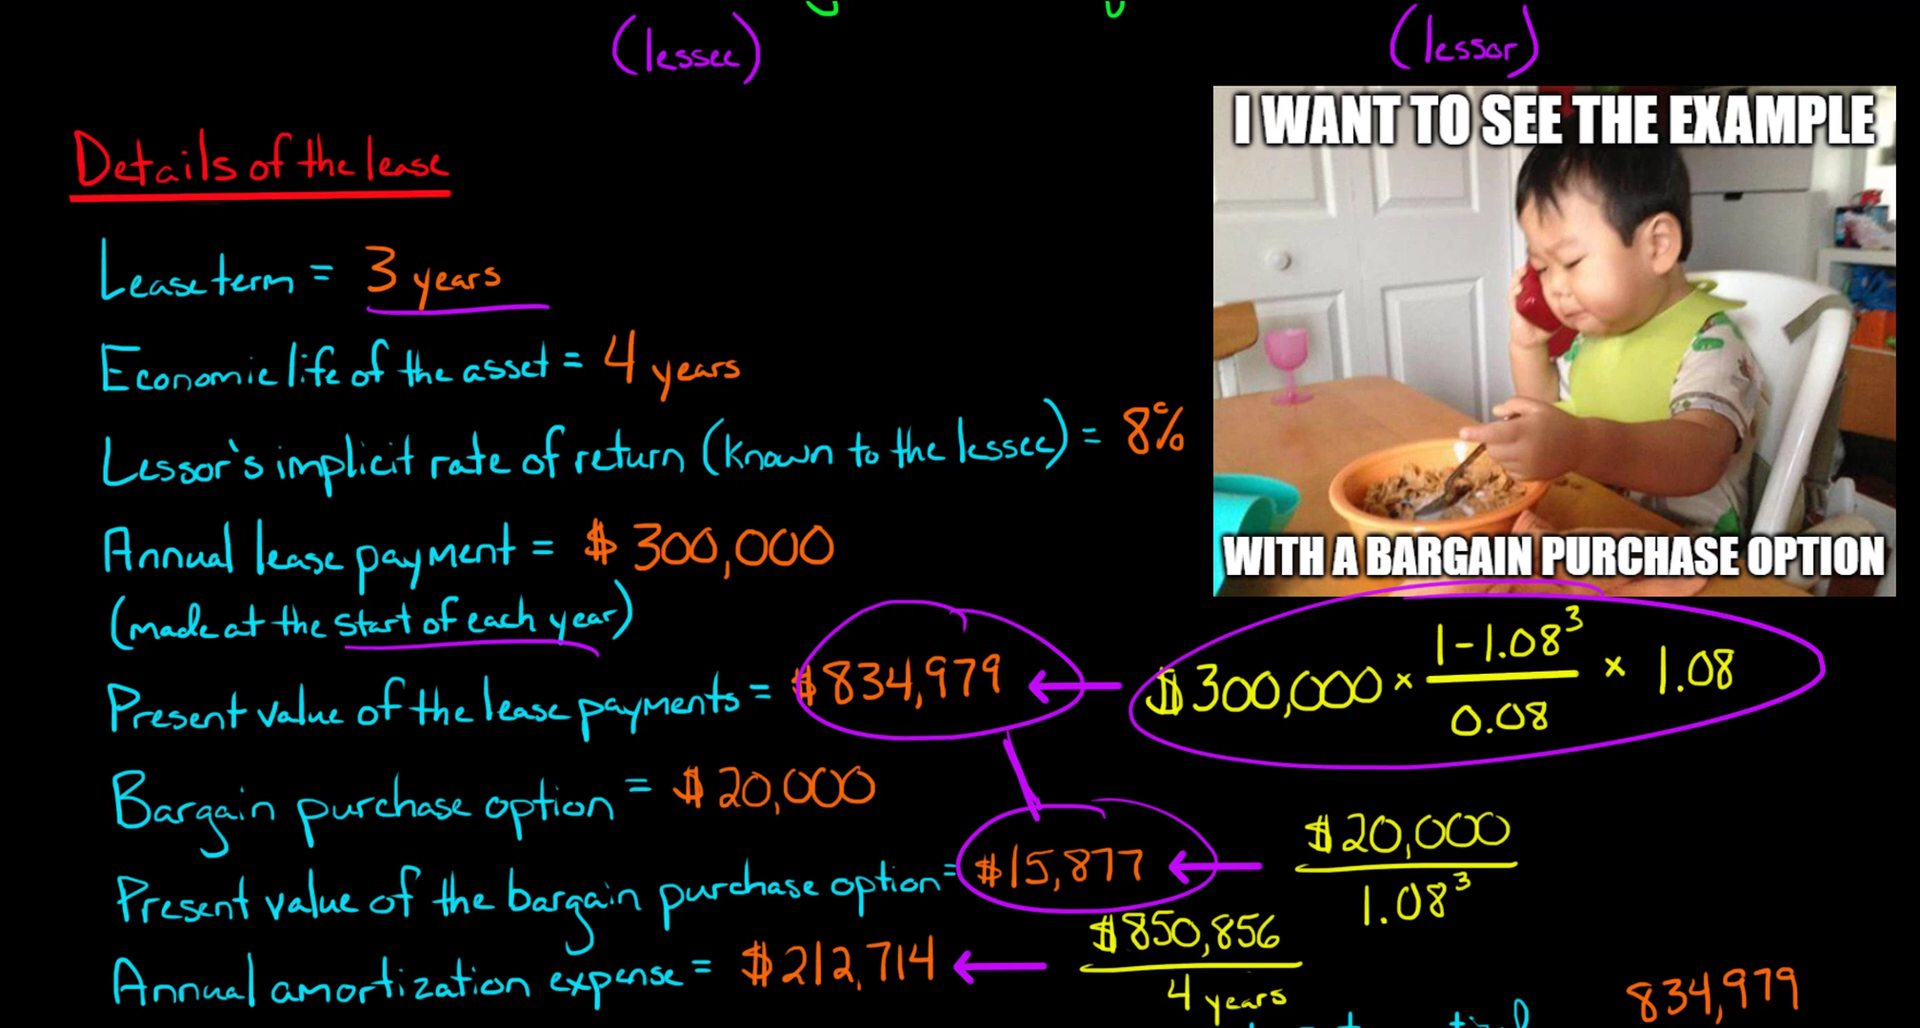 (lessee)
(lessor)
I WANT TO SEE THE EXAMPLE
WITH A BARGAIN PURCHASE OPTION
Details of the lease
Lease term = 3 years
Economic life of the asset = 4 years
Lessor's implicit rate of return (known to the lessee) = 8%
Annual lease payment = $300,000
(made at the start of each year)
Present value of the lease payments = $834,979 ← $300,000 × (1-1.08³)/0.08 × 1.08
Bargain purchase option = $20,000
Present value of the bargain purchase option = $15,877 ← $20,000/1.08³
Annual amortization expense = $212,714 ← $850,856/4 years
834,979